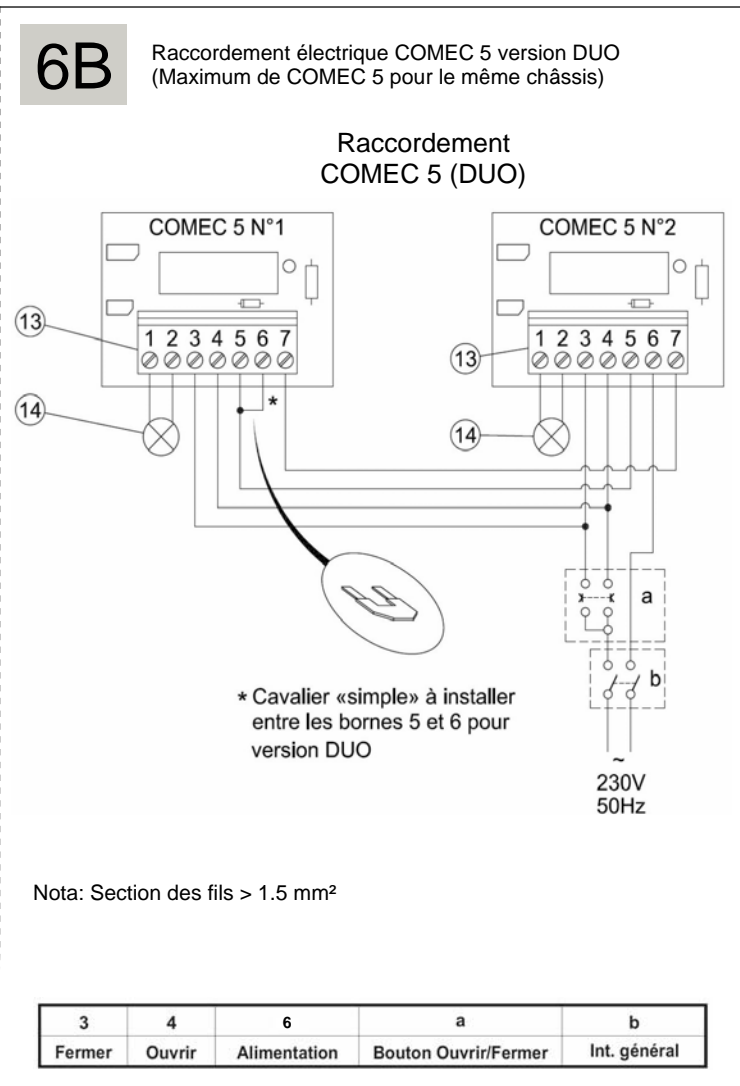 6B
Raccordement électrique COMEC 5 version DUO
(Maximum de COMEC 5 pour le même châssis)
Raccordement
COMEC 5 (DUO)
COMEC 5 N°1
COMEC 5 N°2
1 2 3 4 5 6 7
1 2 3 4 5 6 7
13
13
14
14
*
a
b
* Cavalier «simple» à installer
entre les bornes 5 et 6 pour
version DUO
~
230V
50Hz
Nota: Section des fils > 1.5 mm²
3 4 6 a b
Fermer Ouvrir Alimentation Bouton Ouvrir/Fermer Int. général